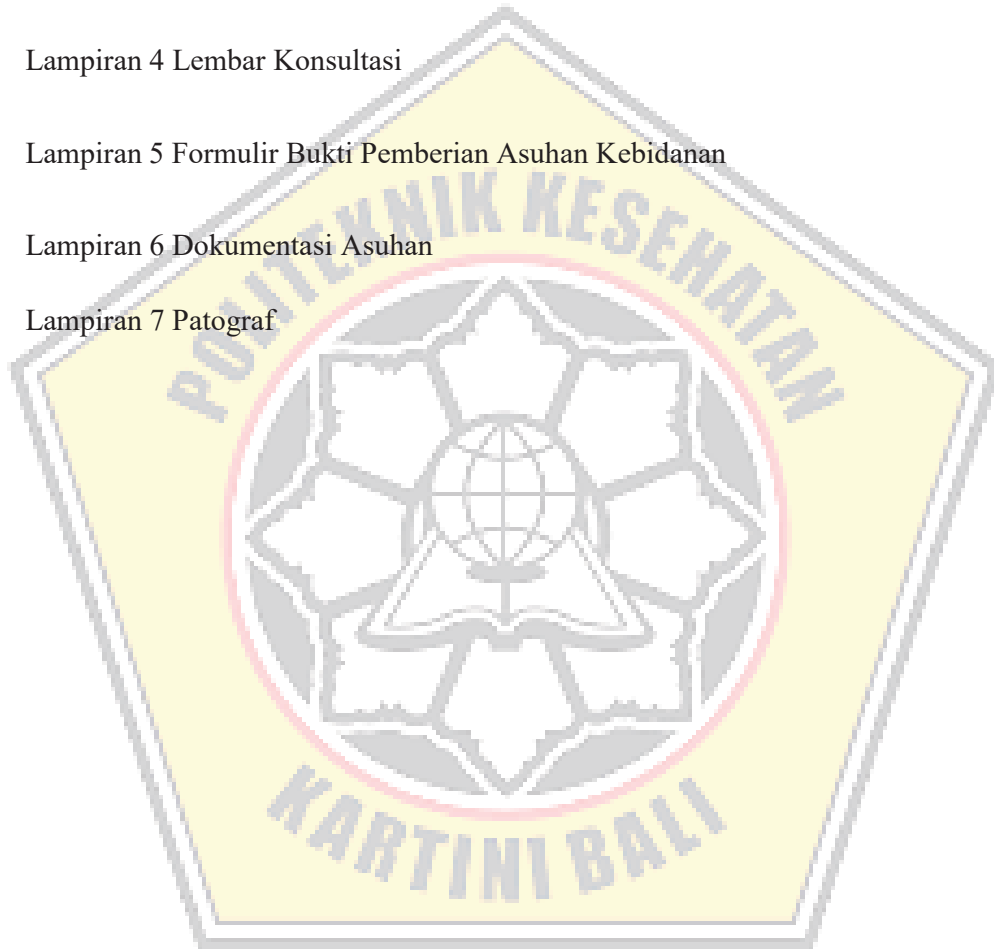 Lampiran 4 Lembar Konsultasi
Lampiran 5 Formulir Bukti Pemberian Asuhan Kebidanan
Lampiran 6 Dokumentasi Asuhan
Lampiran 7 Patograf
POLITEKNIK KESEHATAN
KARTINI BALI